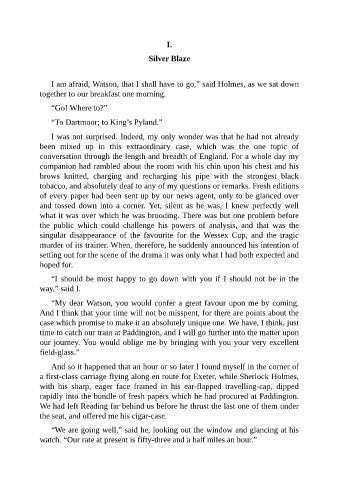 I.
Silver Blaze
I am afraid, Watson, that I shall have to go,” said Holmes, as we sat down
together to our breakfast one morning.
“Go! Where to?”
“To Dartmoor; to King’s Pyland.”
I was not surprised. Indeed, my only wonder was that he had not already
been mixed up in this extraordinary case, which was the one topic of
conversation through the length and breadth of England. For a whole day my
companion had rambled about the room with his chin upon his chest and his
brows knitted, charging and recharging his pipe with the strongest black
tobacco, and absolutely deaf to any of my questions or remarks. Fresh editions
of every paper had been sent up by our news agent, only to be glanced over
and tossed down into a corner. Yet, silent as he was, I knew perfectly well
what it was over which he was brooding. There was but one problem before
the public which could challenge his powers of analysis, and that was the
singular disappearance of the favourite for the Wessex Cup, and the tragic
murder of its trainer. When, therefore, he suddenly announced his intention of
setting out for the scene of the drama it was only what I had both expected and
hoped for.
“I should be most happy to go down with you if I should not be in the
way,” said I.
“My dear Watson, you would confer a great favour upon me by coming.
And I think that your time will not be misspent, for there are points about the
case which promise to make it an absolutely unique one. We have, I think, just
time to catch our train at Paddington, and I will go further into the matter upon
our journey. You would oblige me by bringing with you your very excellent
field-glass.”
And so it happened that an hour or so later I found myself in the corner of
a first-class carriage flying along en route for Exeter, while Sherlock Holmes,
with his sharp, eager face framed in his ear-flapped travelling-cap, dipped
rapidly into the bundle of fresh papers which he had procured at Paddington.
We had left Reading far behind us before he thrust the last one of them under
the seat, and offered me his cigar-case.
“We are going well,” said he, looking out the window and glancing at his
watch. “Our rate at present is fifty-three and a half miles an hour.”